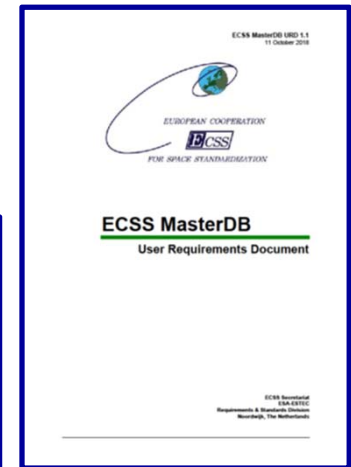 ECSS MasterDB URD 1.1
11 October 2018
EUROPEAN COOPERATION
ECSS
FOR SPACE STANDARDIZATION
ECSS MasterDB
User Requirements Document
ECSS Secretariat
ESA-ESTEC
Requirements & Standards Division
Noordwijk, The Netherlands